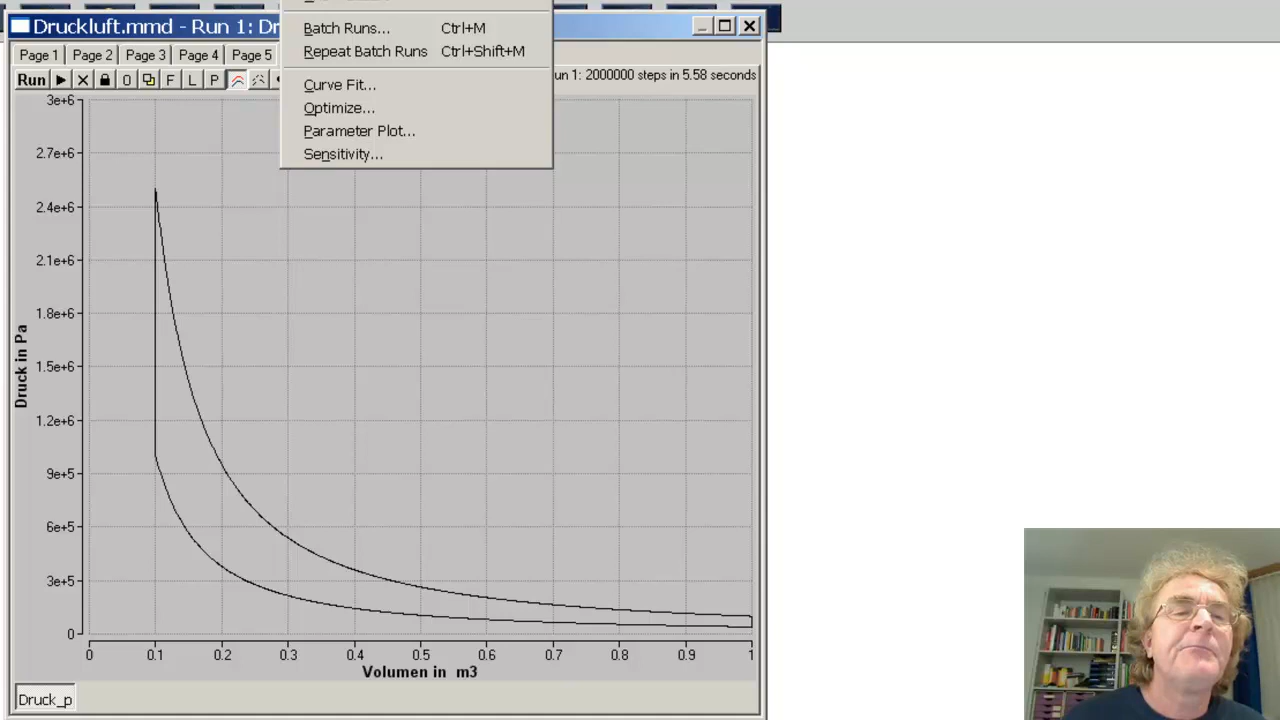 Druckluft.mmd - Run 1: Dr
Batch Runs... Ctrl+M
Repeat Batch Runs Ctrl+Shift+M
Curve Fit...
Optimize...
Parameter Plot...
Sensitivity...
Page 1 Page 2 Page 3 Page 4 Page 5
Run O F L P
un 1: 2000000 steps in 5.58 seconds
3e+6
2.7e+6
2.4e+6
2.1e+6
1.8e+6
1.5e+6
1.2e+6
9e+5
6e+5
3e+5
0
Druck in Pa
0 0.1 0.2 0.3 0.4 0.5 0.6 0.7 0.8 0.9 1
Volumen in m3
Druck_p